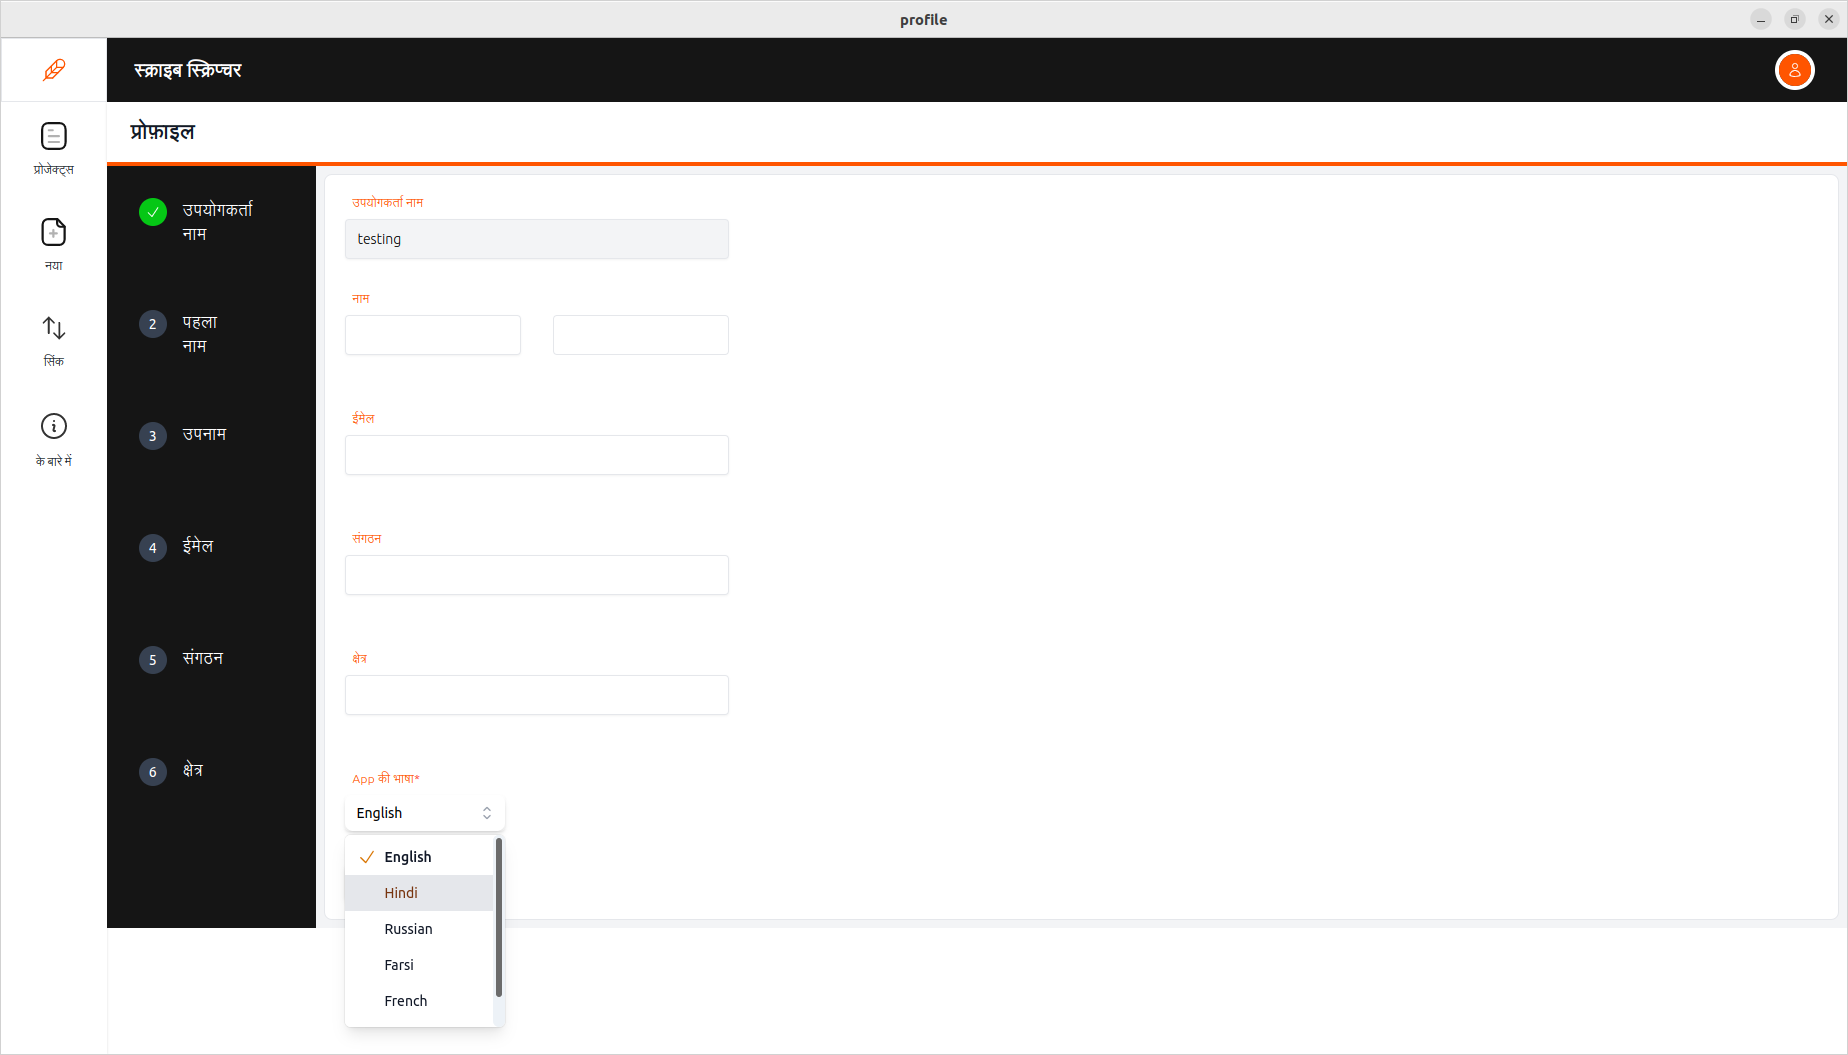 profile
स्क्राइब स्क्रिप्चर
प्रोफ़ाइल
प्रोजेक्ट्स
नया
सिंक
के बारे में
उपयोगकर्ता
नाम
2
पहला
नाम
3
उपनाम
4
ईमेल
5
संगठन
6
क्षेत्र
उपयोगकर्ता नाम
testing
नाम
ईमेल
संगठन
क्षेत्र
App की भाषा*
English
English
Hindi
Russian
Farsi
French